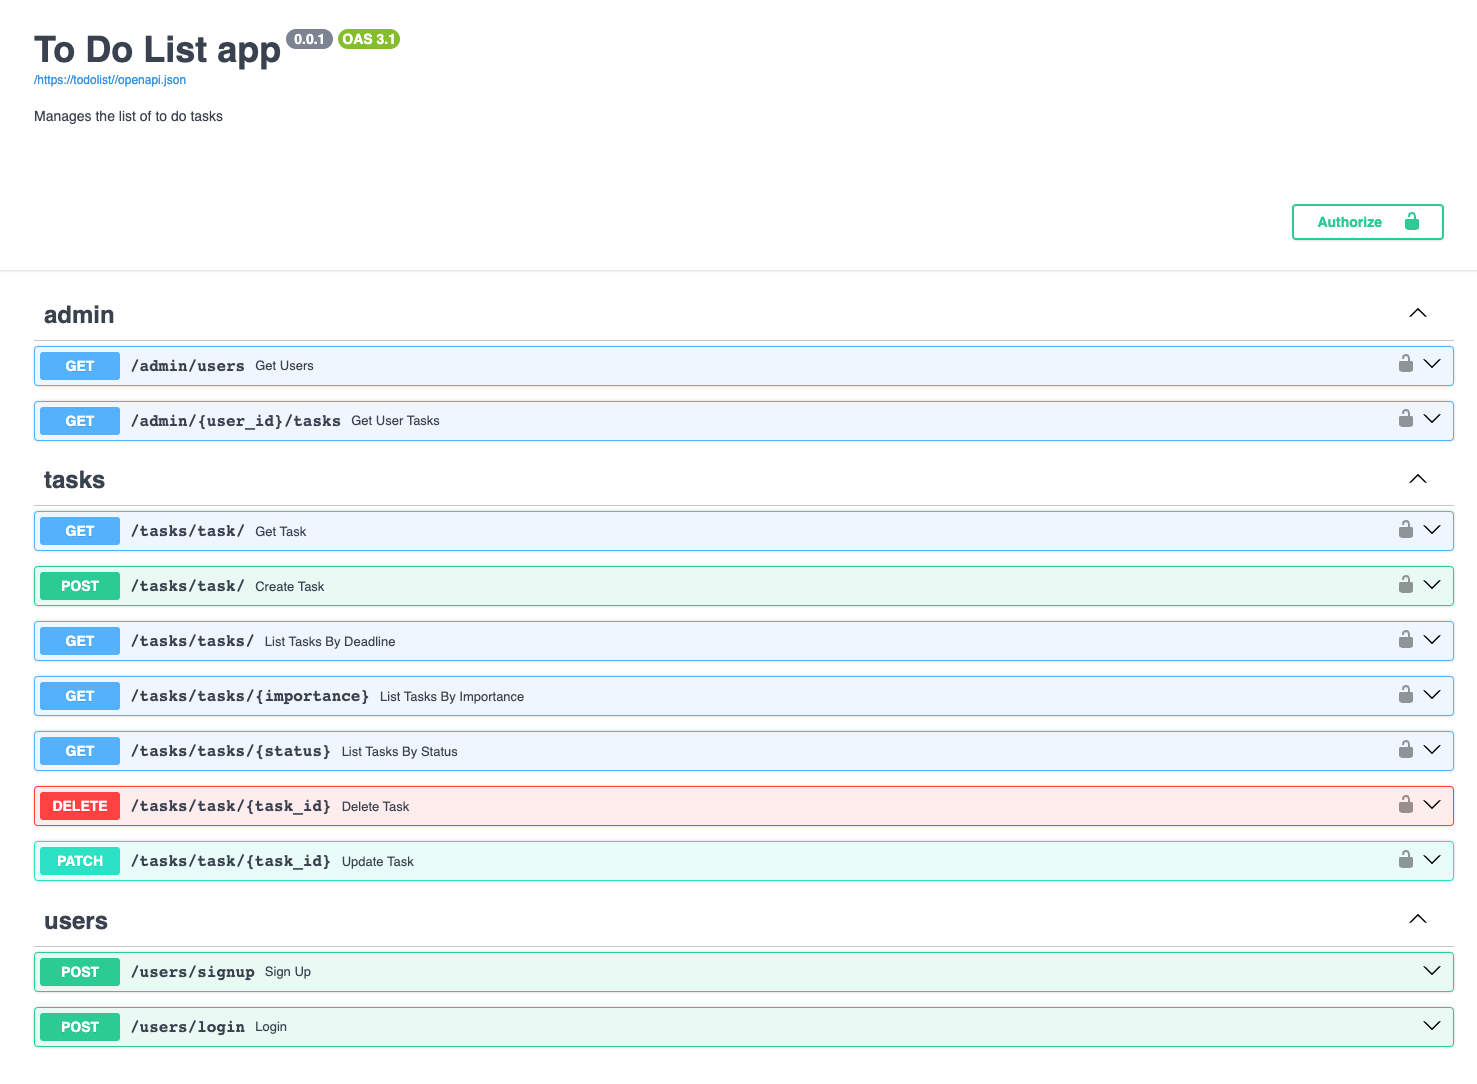 To Do List app 0.0.1 OAS 3.1
/https://todolist//openapi.json
Manages the list of to do tasks
Authorize
admin
GET /admin/users Get Users
GET /admin/{user_id}/tasks Get User Tasks
tasks
GET /tasks/task/ Get Task
POST /tasks/task/ Create Task
GET /tasks/tasks/ List Tasks By Deadline
GET /tasks/tasks/{importance} List Tasks By Importance
GET /tasks/tasks/{status} List Tasks By Status
DELETE /tasks/task/{task_id} Delete Task
PATCH /tasks/task/{task_id} Update Task
users
POST /users/signup Sign Up
POST /users/login Login